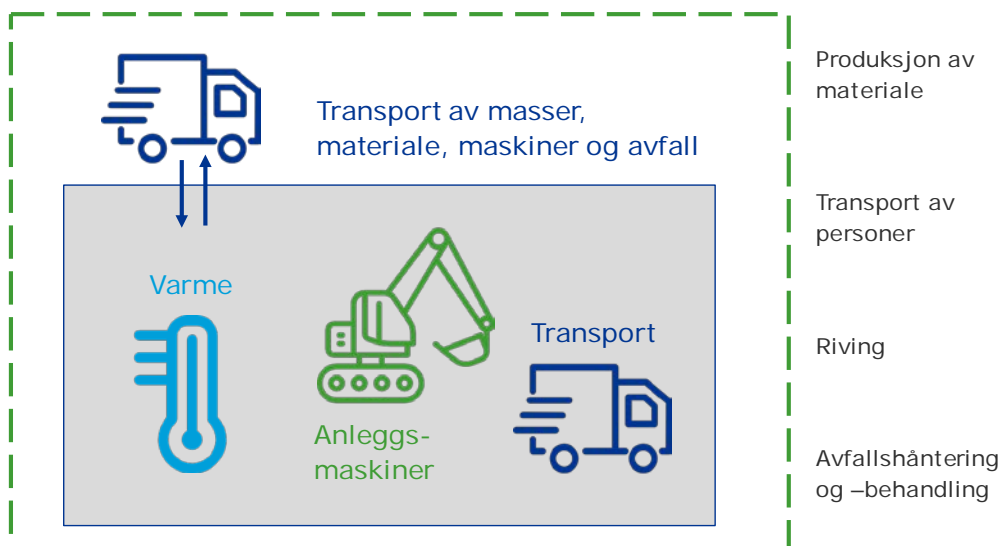 Transport av masser,
materiale, maskiner og avfall
Varme
Anleggs-
maskiner
Transport
Produksjon av
materiale
Transport av
personer
Riving
Avfallshåntering
og –behandling